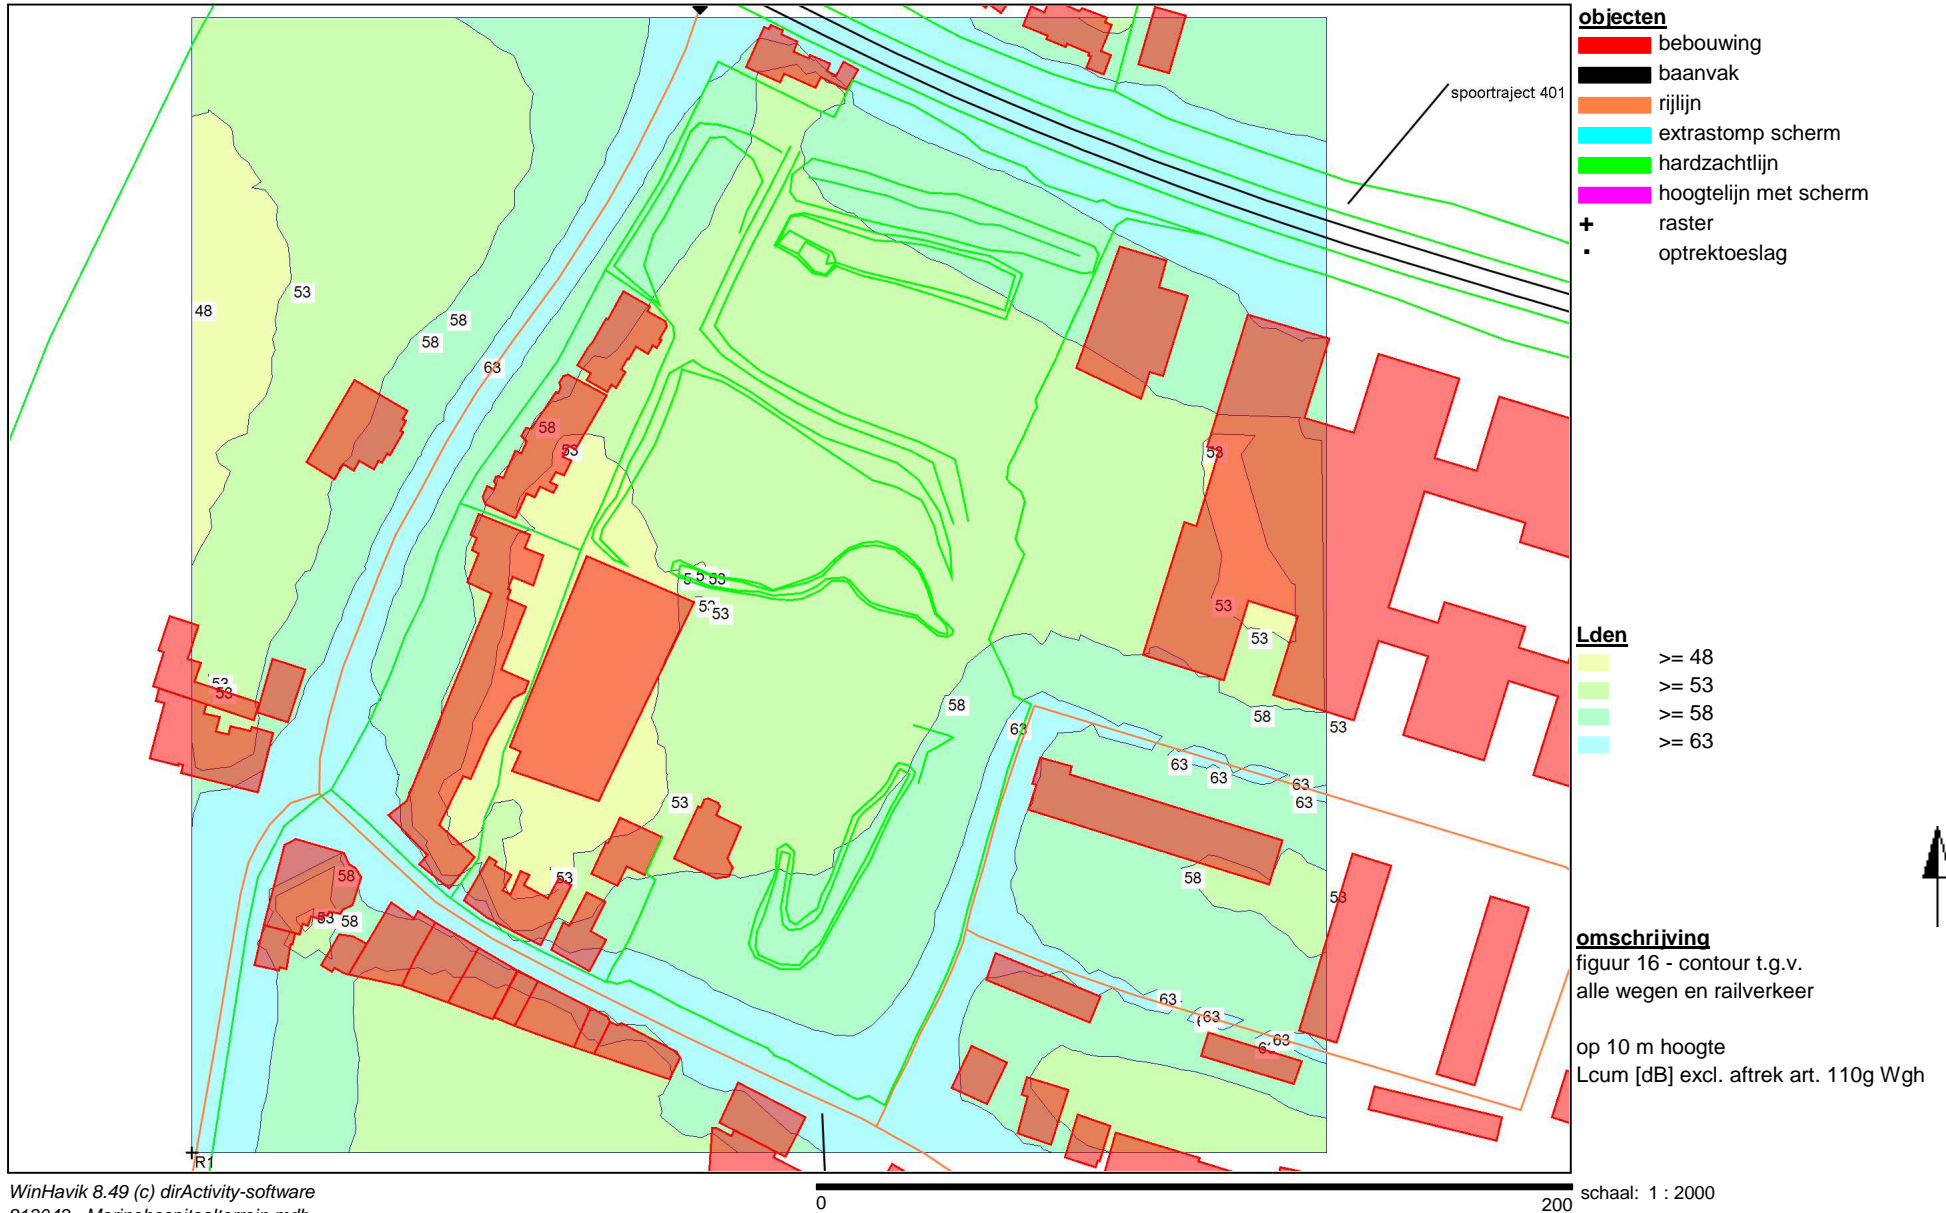 objecten
bebouwing
baanvak
spoortraject 401
rijlijn
extrastomp scherm
hardzachtlijn
hoogtelijn met scherm
+ raster
optrektoeslag
53
48
58
58
63
58
53
53
53
53
53
53
53
53
53
58
58
63
53
63
63
63
63
53
58
58
53
53
53
58
63
63
63
R1
Lden
>= 48
>= 53
>= 58
>= 63
omschrijving
figuur 16 - contour t.g.v.
alle wegen en railverkeer
op 10 m hoogte
Lcum [dB] excl. aftrek art. 110g Wgh
WinHavik 8.49 (c) dirActivity-software
0
200
schaal: 1 : 2000